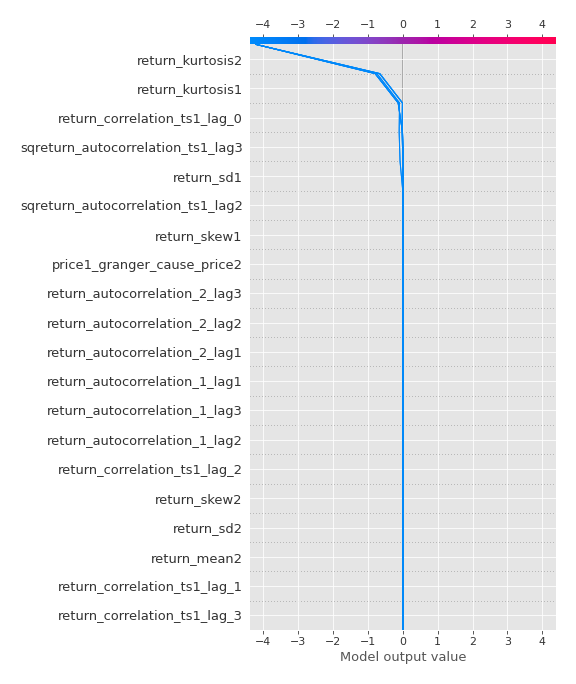 −4 −3 −2 −1 0 1 2 3 4
return_kurtosis2
return_kurtosis1
return_correlation_ts1_lag_0
sqreturn_autocorrelation_ts1_lag3
return_sd1
sqreturn_autocorrelation_ts1_lag2
return_skew1
price1_granger_cause_price2
return_autocorrelation_2_lag3
return_autocorrelation_2_lag2
return_autocorrelation_2_lag1
return_autocorrelation_1_lag1
return_autocorrelation_1_lag3
return_autocorrelation_1_lag2
return_correlation_ts1_lag_2
return_skew2
return_sd2
return_mean2
return_correlation_ts1_lag_1
return_correlation_ts1_lag_3
−4 −3 −2 −1 0 1 2 3 4
Model output value